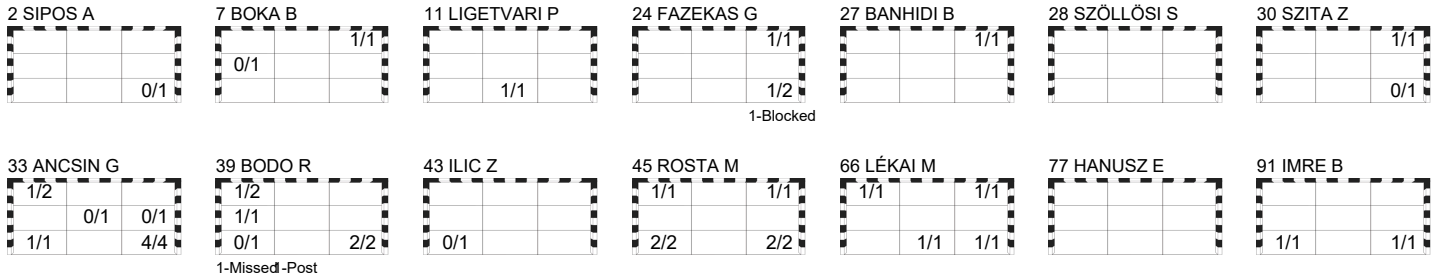 2 SIPOS A 7 BOKA B 11 LIGETVARI P 24 FAZEKAS G 27 BANHIDI B 28 SZÖLLÖSI S 30 SZITA Z
1/1 1/1 1/1 1/1
0/1
0/1 1/1 1/2 0/1
1-Blocked
33 ANCSIN G 39 BODO R 43 ILIC Z 45 ROSTA M 66 LÉKAI M 77 HANUSZ E 91 IMRE B
1/2 1/2 1/1 1/1 1/1 1/1
0/1 0/1 1/1
1/1 4/4 0/1 2/2 0/1 2/2 2/2 1/1 1/1 1/1 1/1
1-Missed1-Post